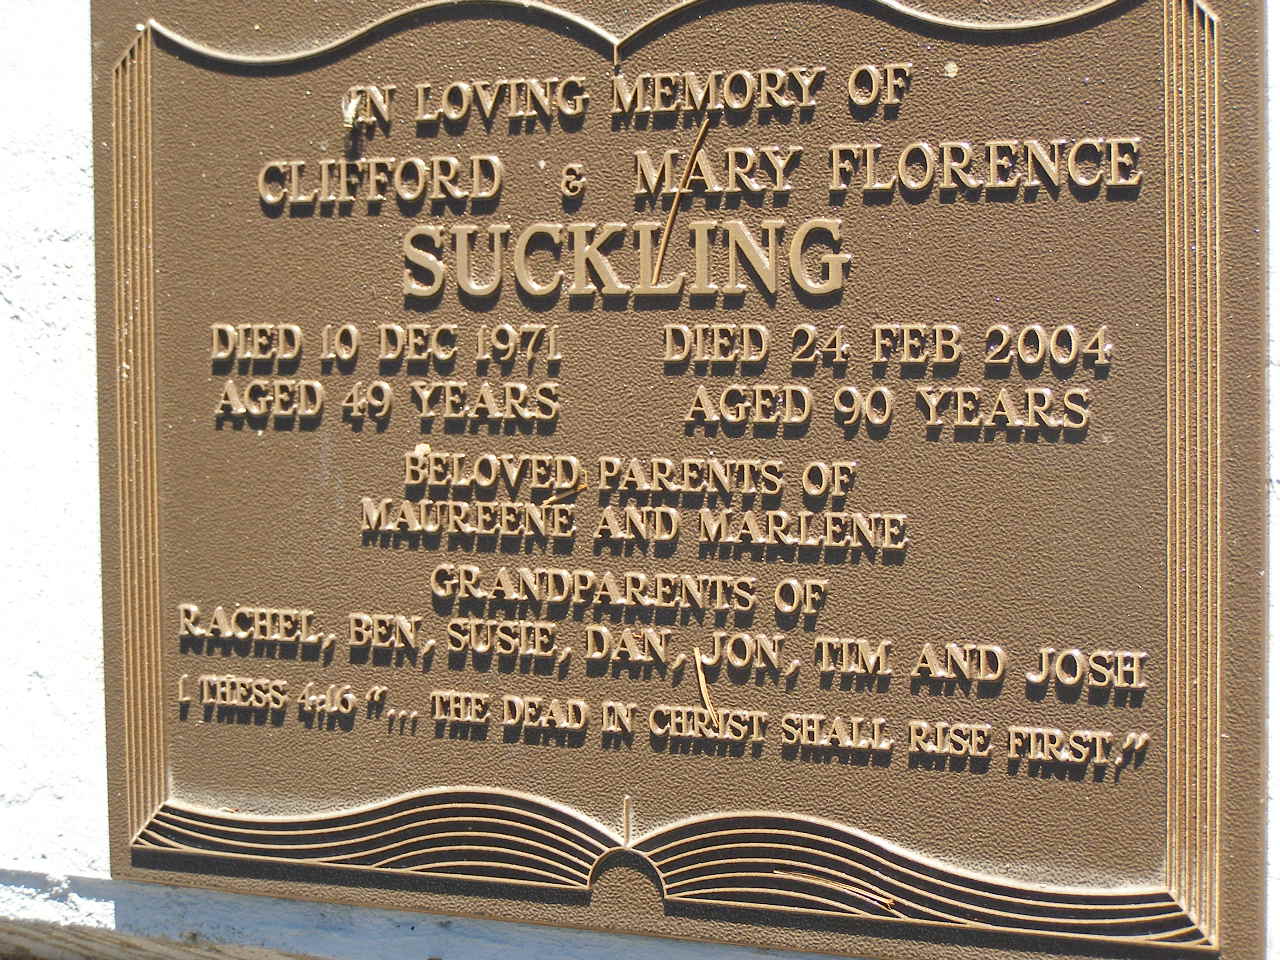 IN LOVING MEMORY OF
CLIFFORD & MARY FLORENCE
SUCKLING
DIED 10 DEC 1971 DIED 24 FEB 2004
AGED 49 YEARS AGED 90 YEARS
BELOVED PARENTS OF
MAUREENE AND MARLENE
GRANDPARENTS OF
RACHEL, BEN, SUSIE, DAN, JON, TIM AND JOSH
1 THESS 4:16 "... THE DEAD IN CHRIST SHALL RISE FIRST,"